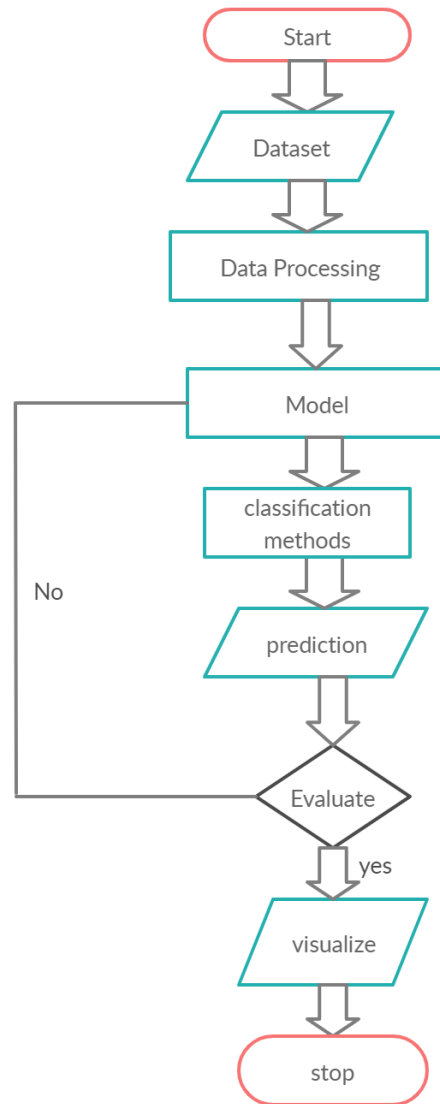 Start
Dataset
Data Processing
Model
classification
methods
No
prediction
Evaluate
yes
visualize
stop